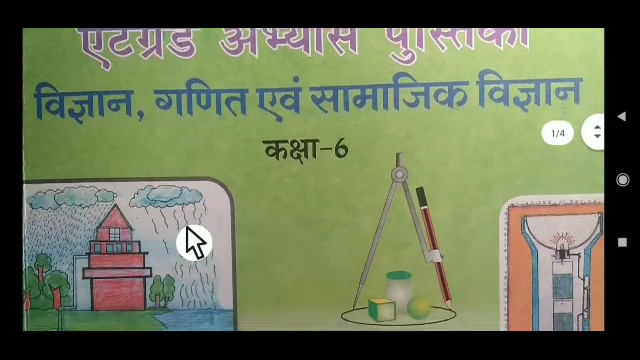 एटग्रेड अभ्यास पुस्तिका
विज्ञान, गणित एवं सामाजिक विज्ञान
कक्षा-6
1/4